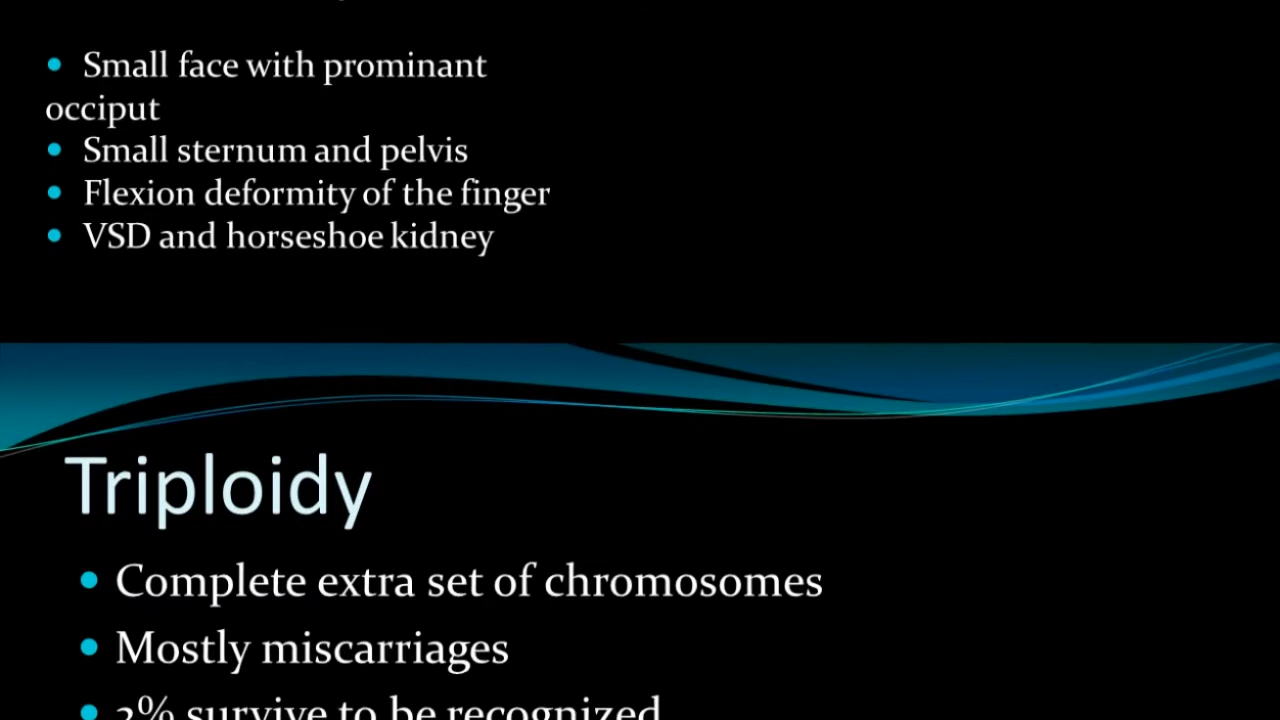 • Small face with prominant
occiput
• Small sternum and pelvis
• Flexion deformity of the finger
• VSD and horseshoe kidney
Triploidy
• Complete extra set of chromosomes
• Mostly miscarriages
• survive to be recognized